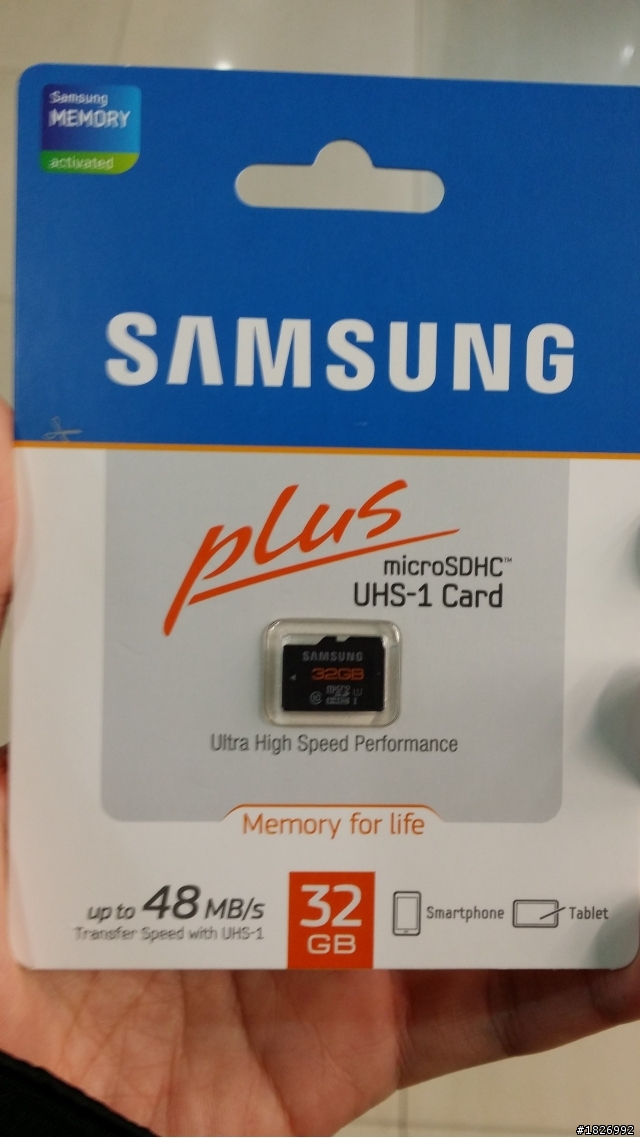 Samsung
MEMORY
activated
SAMSUNG
plus
microSDHC™
UHS-1 Card
SAMSUNG
32GB
Ultra High Speed Performance
Memory for life
up to 48 MB/s
Transfer Speed with UHS-1
32
GB
Smartphone
Tablet
#1826992